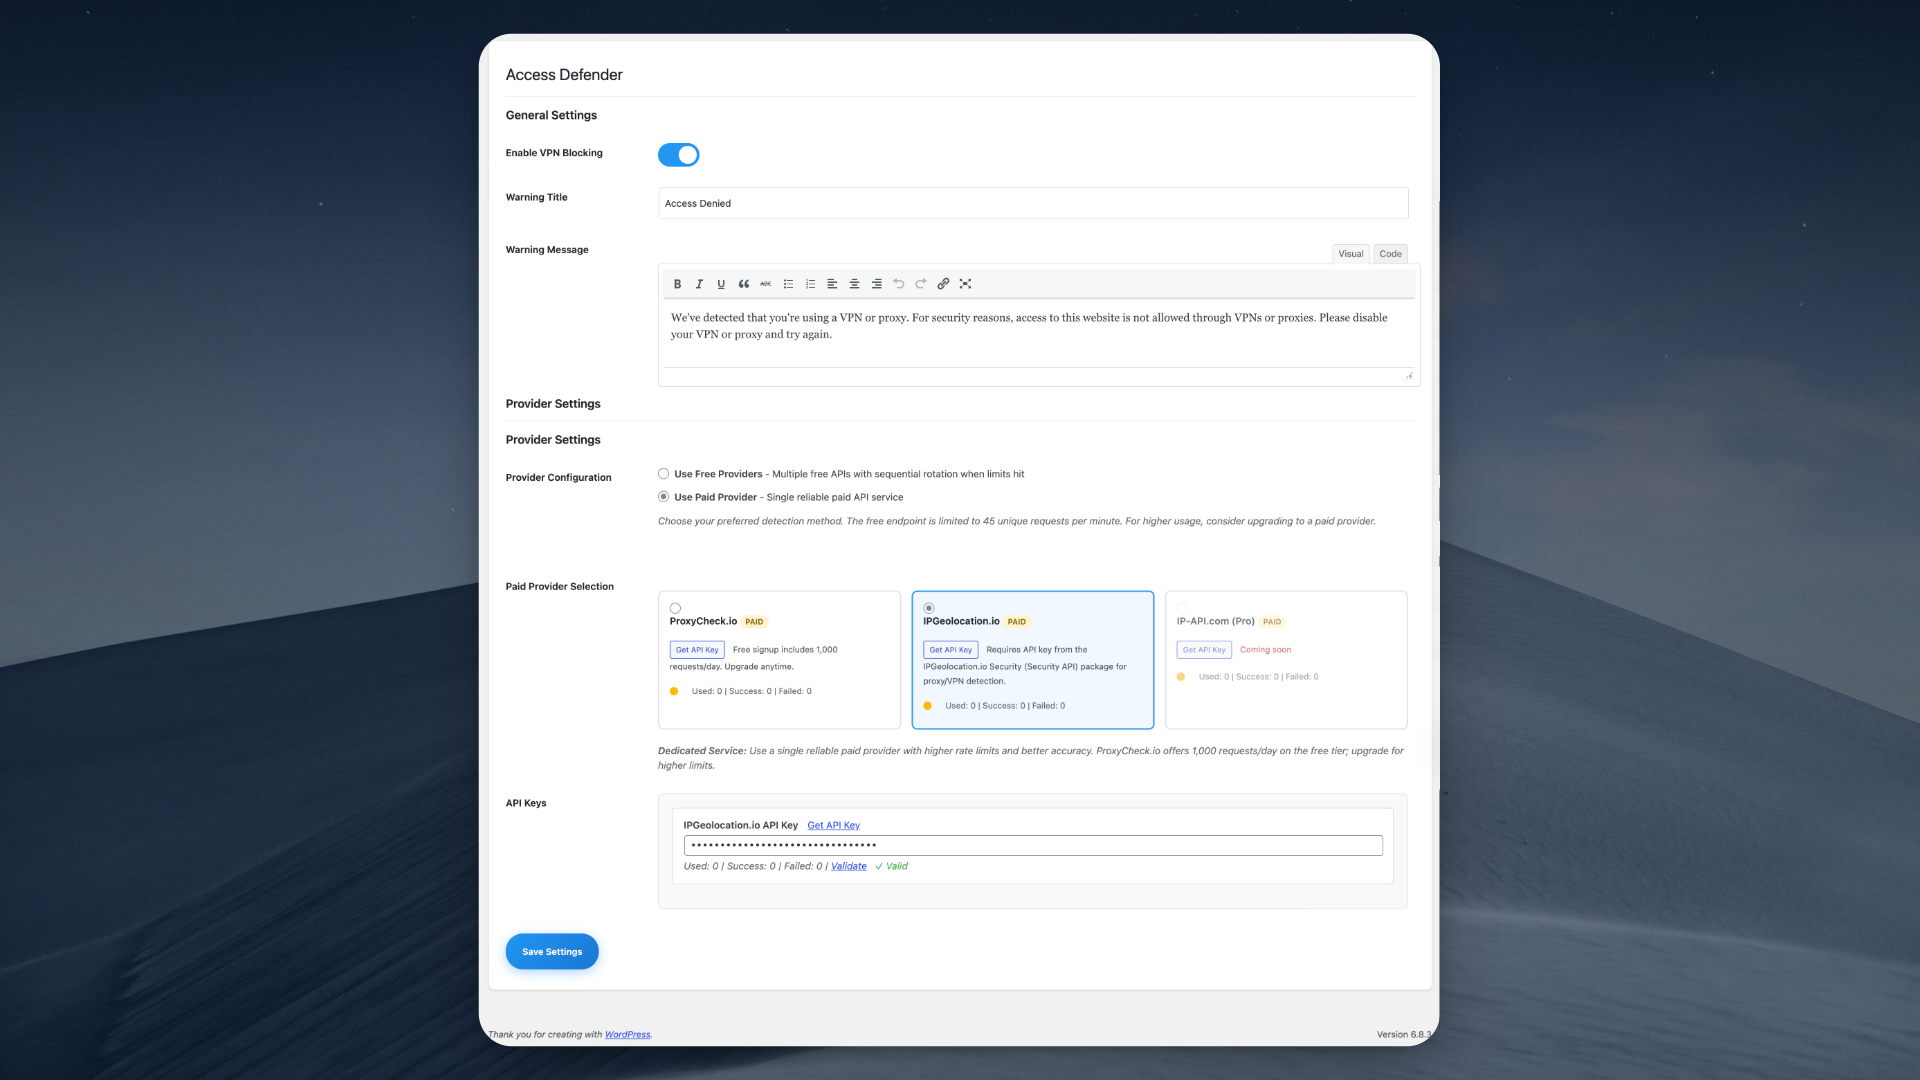 Access Defender
General Settings
Enable VPN Blocking
Warning Title
Access Denied
Warning Message
Visual
Code
B I U ABC
We've detected that you're using a VPN or proxy. For security reasons, access to this website is not allowed through VPNs or proxies. Please disable
your VPN or proxy and try again.
Provider Settings
Provider Settings
Provider Configuration
Use Free Providers - Multiple free APIs with sequential rotation when limits hit
Use Paid Provider - Single reliable paid API service
Choose your preferred detection method. The free endpoint is limited to 45 unique requests per minute. For higher usage, consider upgrading to a paid provider.
Paid Provider Selection
ProxyCheck.io PAID
Get API Key Free signup includes 1,000
requests/day. Upgrade anytime.
Used: 0 | Success: 0 | Failed: 0
IPGeolocation.io PAID
Get API Key Requires API key from the
IPGeolocation.io Security (Security API) package for
proxy/VPN detection.
Used: 0 | Success: 0 | Failed: 0
IP-API.com (Pro) PAID
Get API Key Coming soon
Used: 0 | Success: 0 | Failed: 0
Dedicated Service: Use a single reliable paid provider with higher rate limits and better accuracy. ProxyCheck.io offers 1,000 requests/day on the free tier; upgrade for
higher limits.
API Keys
IPGeolocation.io API Key Get API Key
Used: 0 | Success: 0 | Failed: 0 | Validate ✓ Valid
Save Settings
Thank you for creating with WordPress.
Version 6.8.3